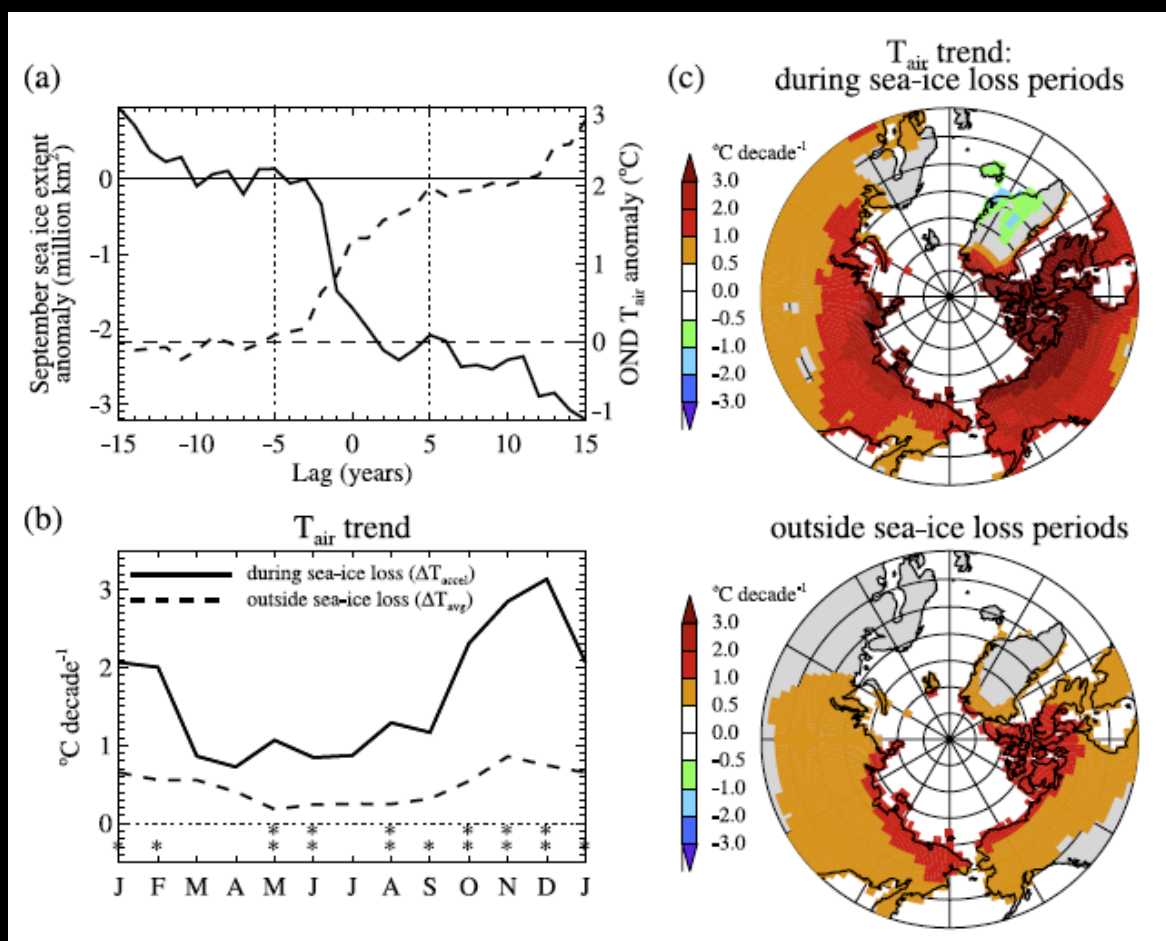 (a)
September sea ice extent
anomaly (million km²)
0
-1
-2
-3
3
2
1
0
-1
OND Tair anomaly (°C)
-15 -10 -5 0 5 10 15
Lag (years)
(b)
Tair trend
during sea-ice loss (ΔTaccel)
outside sea-ice loss (ΔTavg)
°C decade⁻¹
3
2
1
0
* * * * * * * *
* * * * * * * * * *
J F M A M J J A S O N D J
(c)
Tair trend:
during sea-ice loss periods
°C decade⁻¹
3.0
2.0
1.0
0.5
0.0
-0.5
-1.0
-2.0
-3.0
outside sea-ice loss periods
°C decade⁻¹
3.0
2.0
1.0
0.5
0.0
-0.5
-1.0
-2.0
-3.0